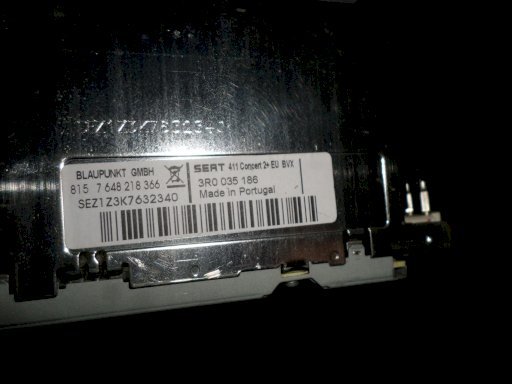 SEZ1Z3K7632340
BLAUPUNKT GMBH
815 7 648 218 366
SEZ1Z3K7632340
SEAT 411 Concert 2+ EU BVX
3R0 035 186
Made in Portugal